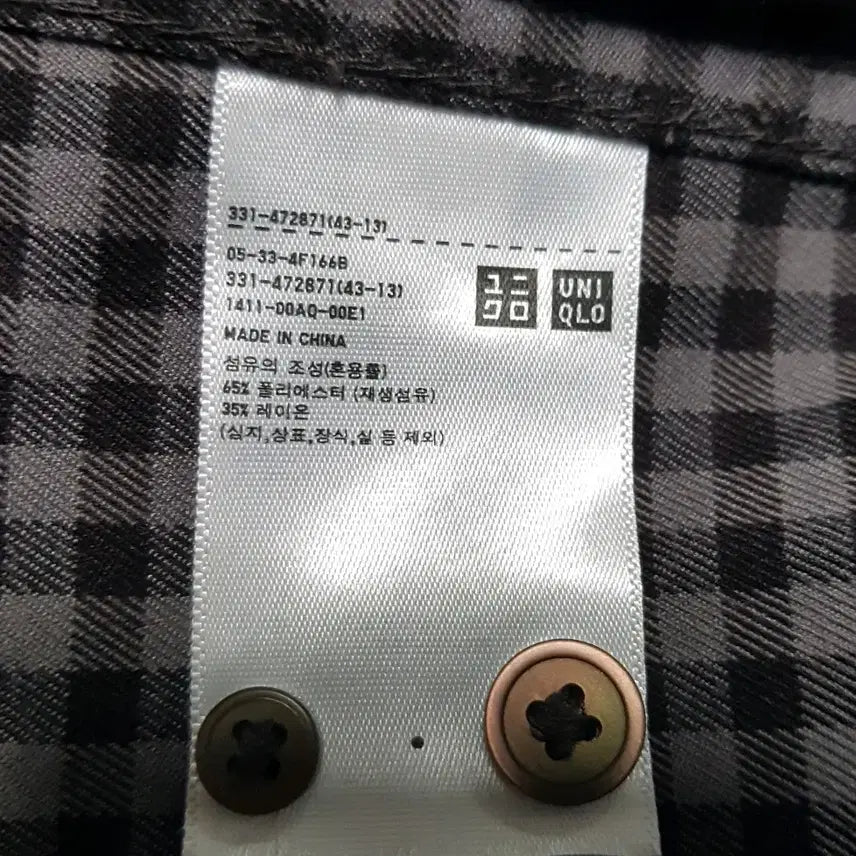 331-472871(43-13)
05-33-4F166B
331-472871(43-13)
1411-00AQ-00E1
ユニ
クロ
UNI
QLO
MADE IN CHINA
섬유의 조성(혼용률)
65% 폴리에스터 (재생섬유)
35% 레이온
(심지,상표,장식,실 등 제외)